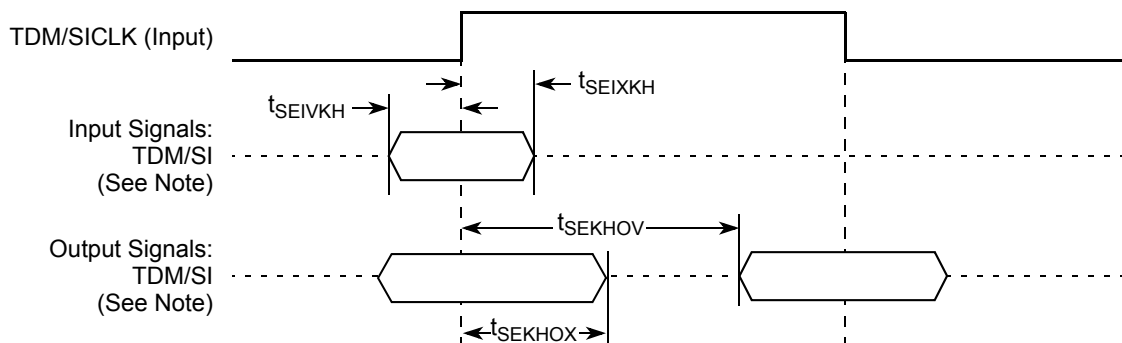 TDM/SICLK (Input)
tSEIXKH
tSEIVKH
Input Signals:
TDM/SI
(See Note)
tSEKHOV
Output Signals:
TDM/SI
(See Note)
tSEKHOX